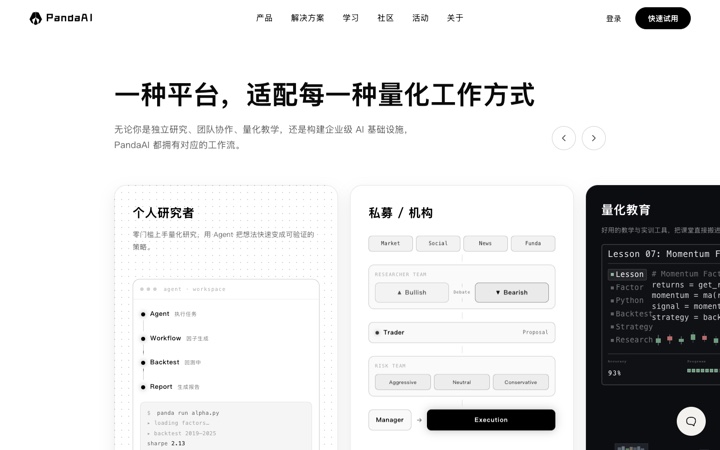 PandaAI
产品 解决方案 学习 社区 活动 关于
登录 快速试用
一种平台，适配每一种量化工作方式
无论你是独立研究、团队协作、量化教学，还是构建企业级 AI 基础设施，
PandaAI 都拥有对应的工作流。
个人研究者
零门槛上手量化研究，用 Agent 把想法快速变成可验证的
策略。
agent · workspace
Agent 执行任务
Workflow 因子生成
Backtest 回测中
Report 生成报告
$ panda run alpha.py
loading factors…
backtest 2019–2025
sharpe 2.13
私募 / 机构
Market Social News Funda
RESEARCHER TEAM
▲ Bullish Debate ▼ Bearish
Trader Proposal
RISK TEAM
Aggressive Neutral Conservative
Manager → Execution
量化教育
好用的教学与实训工具，把课堂直接搬进
Lesson 07: Momentum F
Lesson
Factor
Python
Backtest
Strategy
Research
# Momentum Fact
returns = get_r
momentum = ma(r
signal = moment
strategy = back
93%